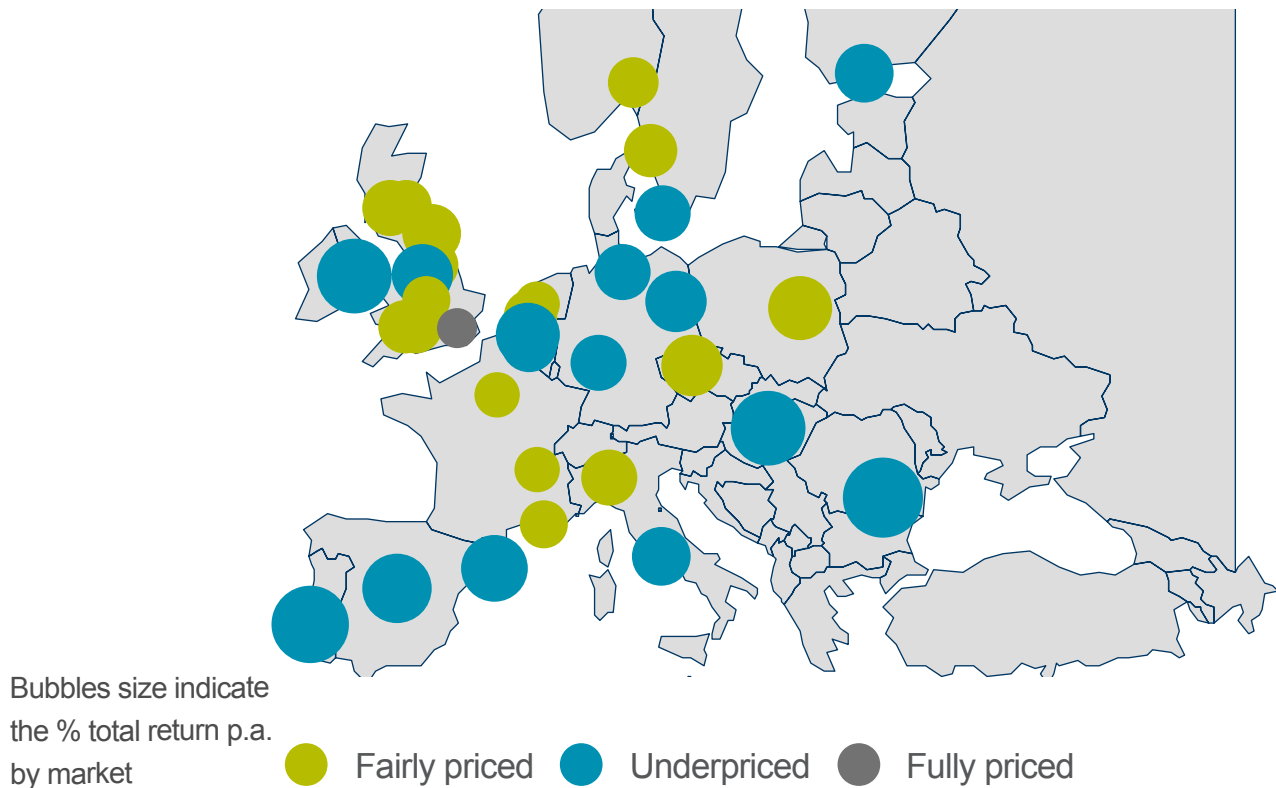 Bubbles size indicate
the % total return p.a.
by market
Fairly priced
Underpriced
Fully priced